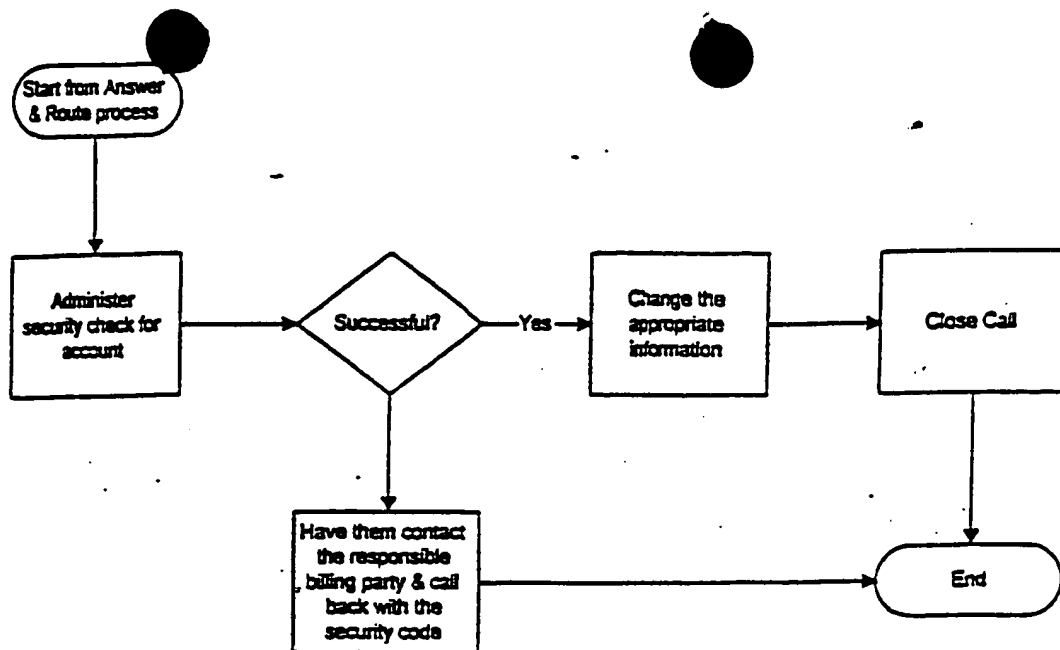 Start from Answer
& Route process
Administer
security check for
account
Successful?
Yes
Change the
appropriate
information
Close Call
Have them contact
the responsible
billing party & call
back with the
security code
End